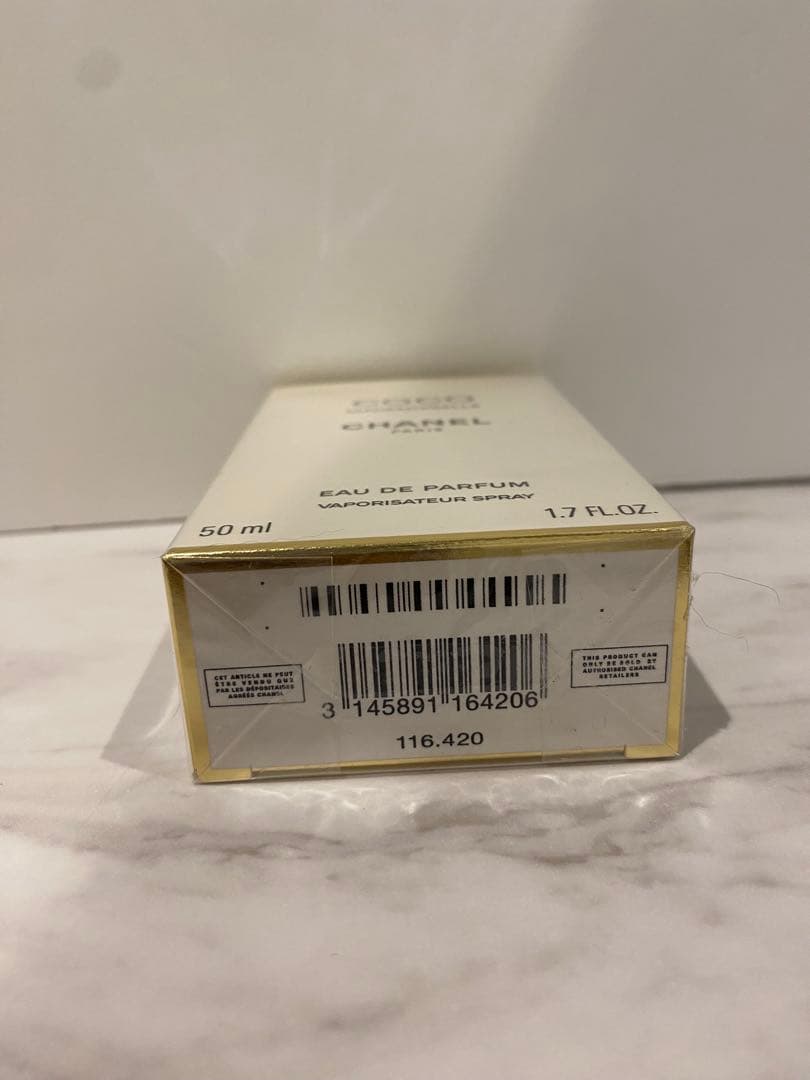 COCO
MADEMOISELLE
CHANEL
PARIS
EAU DE PARFUM
VAPORISATEUR SPRAY
50 ml
1.7 FL.OZ.
CET ARTICLE NE PEUT
ÊTRE VENDU QUE
PAR LES DÉPOSITAIRES
AGRÉÉS CHANEL
THIS PRODUCT CAN
ONLY BE SOLD BY
AUTHORISED CHANEL
RETAILERS
3 145891 164206
116.420